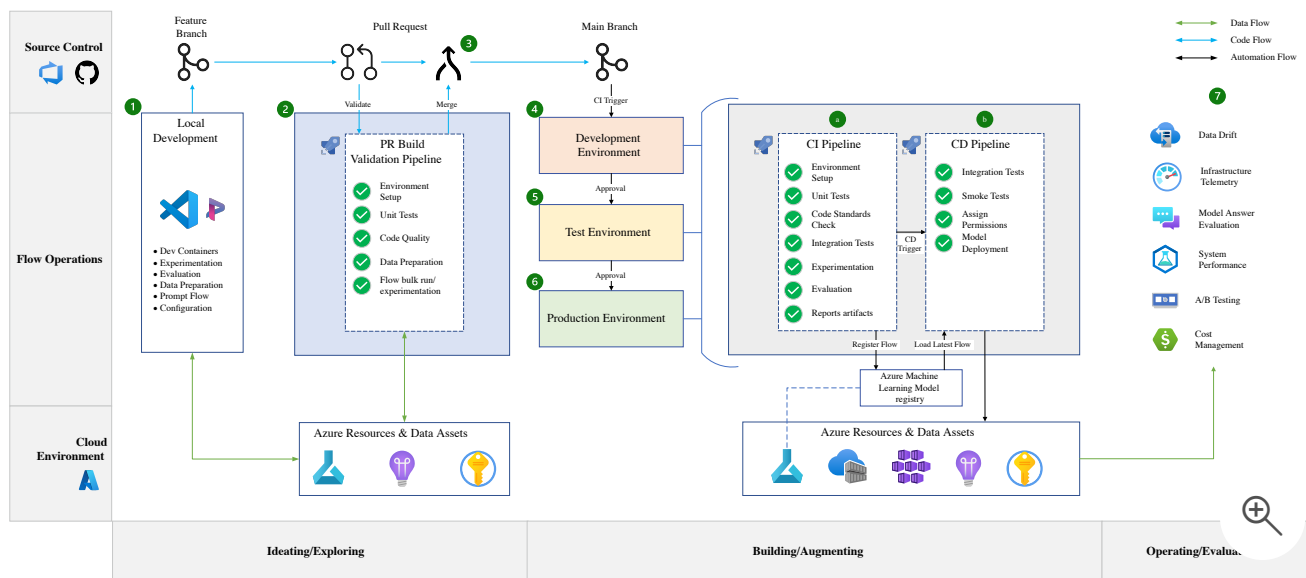 Feature
Branch
Pull Request
Main Branch
Data Flow
Code Flow
Automation Flow
Source Control
3
Validate
Merge
CI Trigger
7
1
Local
Development
• Dev Containers
• Experimentation
• Evaluation
• Data Preparation
• Prompt Flow
• Configuration
2
PR Build
Validation Pipeline
Environment
Setup
Unit Tests
Code Quality
Data Preparation
Flow bulk run/
experimentation
4
Development
Environment
Approval
5
Test Environment
Approval
6
Production Environment
a
CI Pipeline
Environment
Setup
Unit Tests
Code Standards
Check
Integration Tests
Experimentation
Evaluation
Reports artifacts
CD
Trigger
b
CD Pipeline
Integration Tests
Smoke Tests
Assign
Permissions
Model
Deployment
Register Flow
Load Latest Flow
Azure Machine
Learning Model
registry
Data Drift
Infrastructure
Telemetry
Model Answer
Evaluation
System
Performance
A/B Testing
Cost
Management
Flow Operations
Cloud
Environment
Azure Resources & Data Assets
Azure Resources & Data Assets
Ideating/Exploring
Building/Augmenting